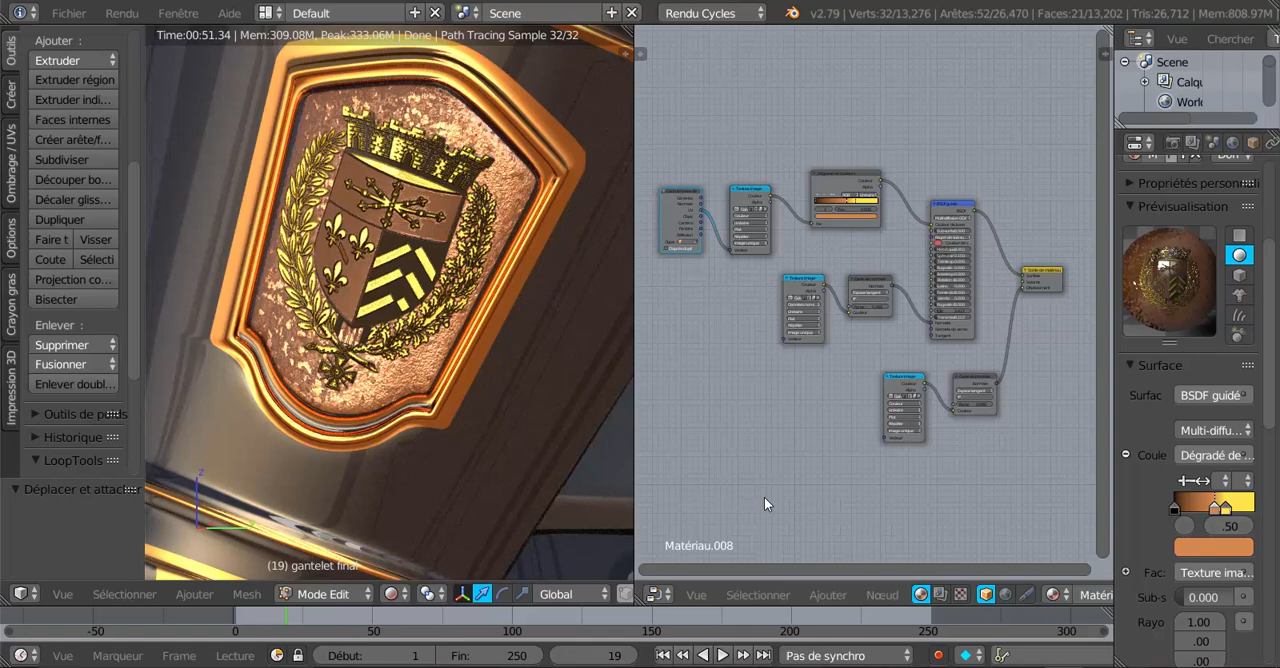 Fichier Rendu Fenêtre Aide Default Scene Rendu Cycles v2.79 | Verts:32/13,276 | Arêtes:52/26,470 | Faces:21/13,202 | Tris:26,712 | Mem:808.97M
Time:00:51.34 | Mem:309.08M, Peak:333.06M | Done | Path Tracing Sample 32/32
Outils
Créer
Ombrage / UVs
Options
Crayon gras
Impression 3D
Ajouter :
Extruder
Extruder région
Extruder indi...
Faces internes
Créer arête/f...
Subdiviser
Découper bo...
Décaler gliss...
Dupliquer
Faire t Visser
Coute Sélecti
Projection co...
Bisecter
Enlever :
Supprimer
Fusionner
Enlever doubl...
Outils de poids
Historique
LoopTools
Déplacer et attac
z
(19) gantelet final
Matériau.008
Vue Chercher
Scene
Calqu
World
Propriétés person
Prévisualisation
Surface
Surfac BSDF guidé
Multi-diffu...
Coule Dégradé de ...
.50
Fac: Texture ima...
Sub-s 0.000
Rayo 1.00
.00
.00
Vue Sélectionner Ajouter Mesh Mode Edit Global
Vue Sélectionner Ajouter Nœud Matéri
-50 0 50 100 150 200 250 300
Vue Marqueur Frame Lecture Début: 1 Fin: 250 19 Pas de synchro